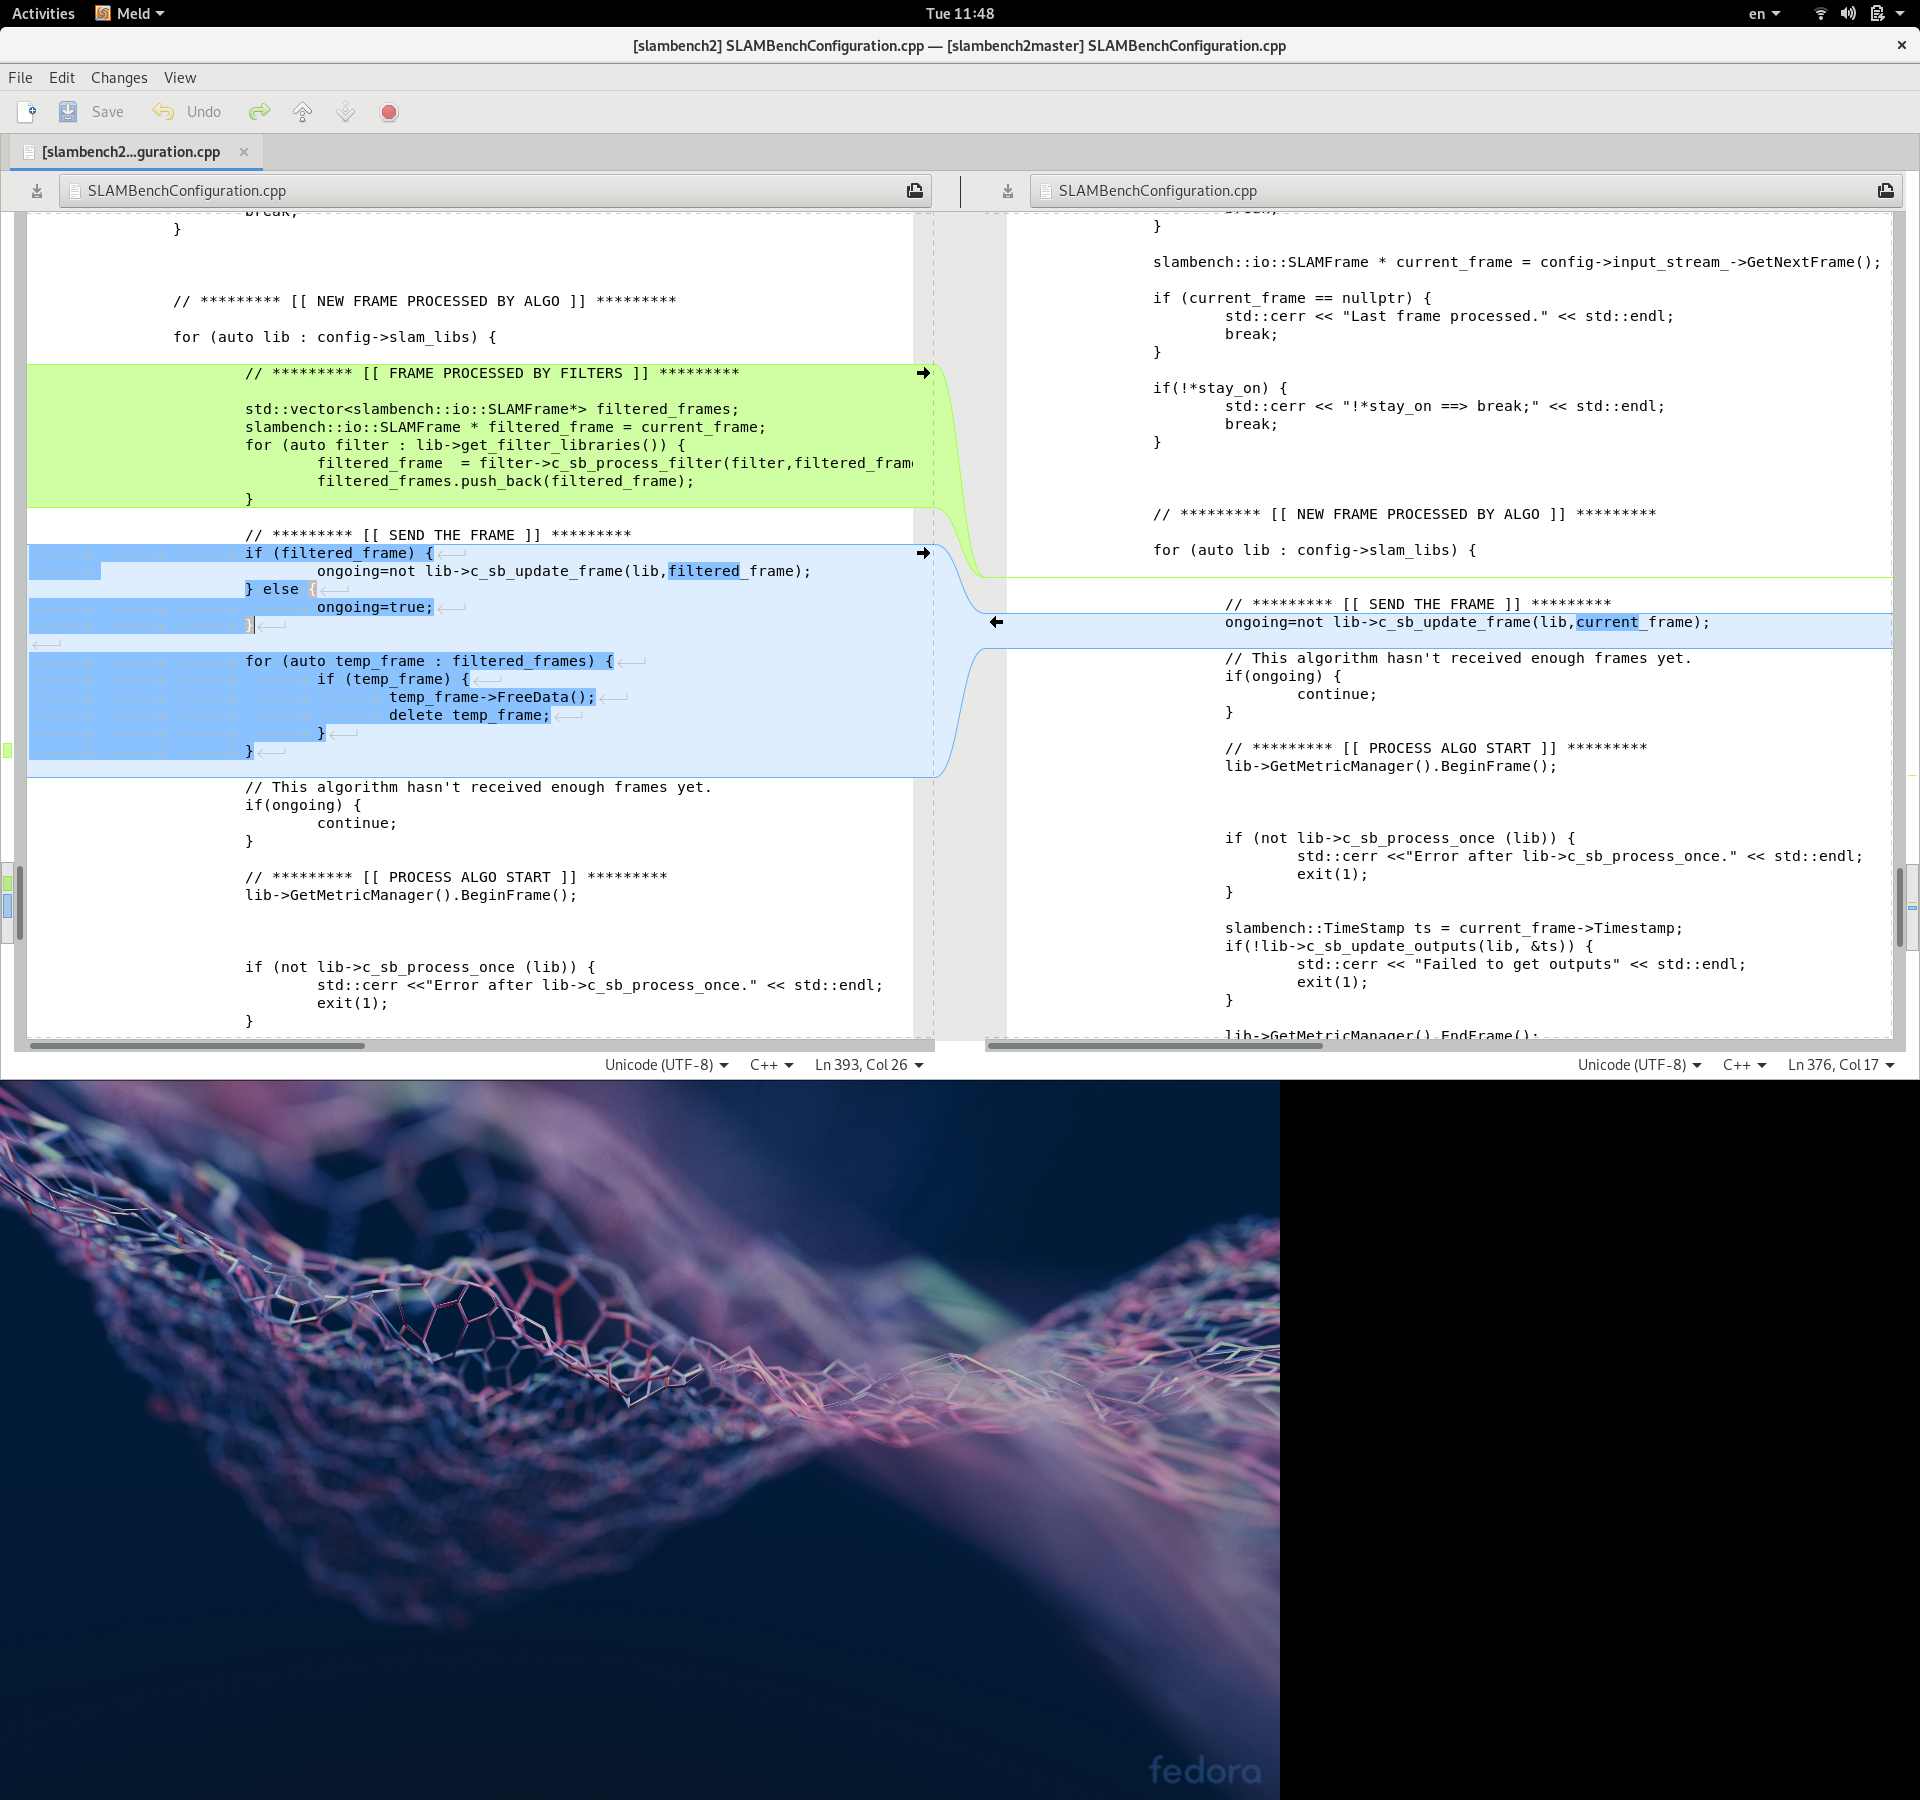 Activities Meld Tue 11:48 en
[slambench2] SLAMBenchConfiguration.cpp — [slambench2master] SLAMBenchConfiguration.cpp
File Edit Changes View
Save Undo
[slambench2...guration.cpp
SLAMBenchConfiguration.cpp
break;
}
// ********* [[ NEW FRAME PROCESSED BY ALGO ]] *********
for (auto lib : config->slam_libs) {
// ********* [[ FRAME PROCESSED BY FILTERS ]] *********
std::vector<slambench::io::SLAMFrame*> filtered_frames;
slambench::io::SLAMFrame * filtered_frame = current_frame;
for (auto filter : lib->get_filter_libraries()) {
filtered_frame  = filter->c_sb_process_filter(filter,filtered_fram
filtered_frames.push_back(filtered_frame);
}
// ********* [[ SEND THE FRAME ]] *********
if (filtered_frame) {
ongoing=not lib->c_sb_update_frame(lib,filtered_frame);
} else {
ongoing=true;
}
for (auto temp_frame : filtered_frames) {
if (temp_frame) {
temp_frame->FreeData();
delete temp_frame;
}
}
// This algorithm hasn't received enough frames yet.
if(ongoing) {
continue;
}
// ********* [[ PROCESS ALGO START ]] *********
lib->GetMetricManager().BeginFrame();
if (not lib->c_sb_process_once (lib)) {
std::cerr <<"Error after lib->c_sb_process_once." << std::endl;
exit(1);
}
Unicode (UTF-8) C++ Ln 393, Col 26
SLAMBenchConfiguration.cpp
break;
}
slambench::io::SLAMFrame * current_frame = config->input_stream_->GetNextFrame();
if (current_frame == nullptr) {
std::cerr << "Last frame processed." << std::endl;
break;
}
if(!*stay_on) {
std::cerr << "!*stay_on ==> break;" << std::endl;
break;
}
// ********* [[ NEW FRAME PROCESSED BY ALGO ]] *********
for (auto lib : config->slam_libs) {
// ********* [[ SEND THE FRAME ]] *********
ongoing=not lib->c_sb_update_frame(lib,current_frame);
// This algorithm hasn't received enough frames yet.
if(ongoing) {
continue;
}
// ********* [[ PROCESS ALGO START ]] *********
lib->GetMetricManager().BeginFrame();
if (not lib->c_sb_process_once (lib)) {
std::cerr <<"Error after lib->c_sb_process_once." << std::endl;
exit(1);
}
slambench::TimeStamp ts = current_frame->Timestamp;
if(!lib->c_sb_update_outputs(lib, &ts)) {
std::cerr << "Failed to get outputs" << std::endl;
exit(1);
}
lib->GetMetricManager().EndFrame();
Unicode (UTF-8) C++ Ln 376, Col 17
fedora